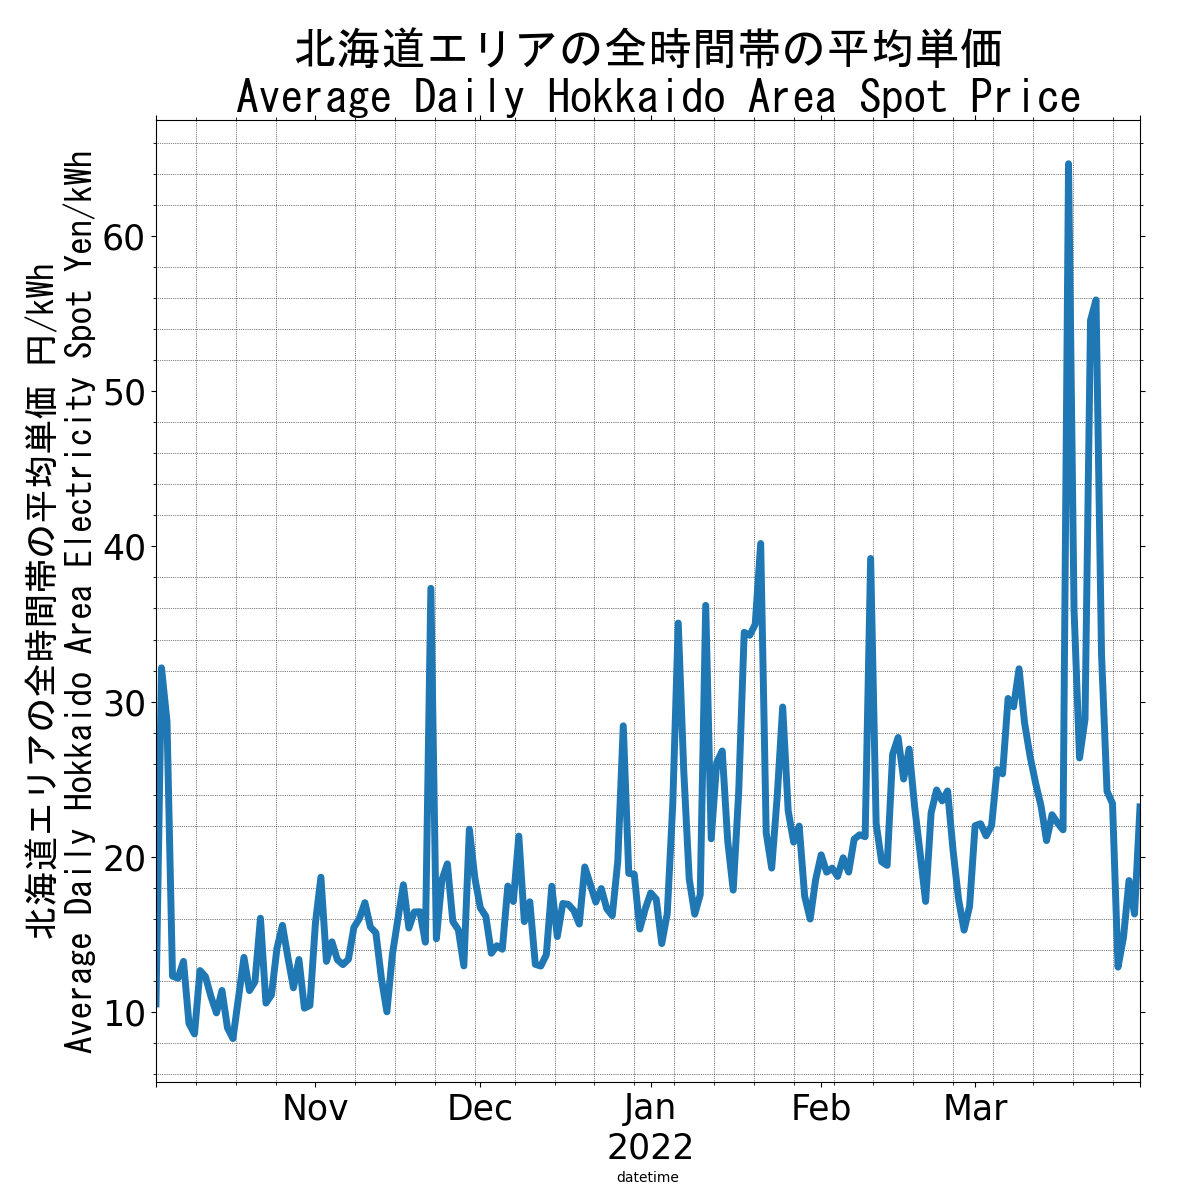 北海道エリアの全時間帯の平均単価
Average Daily Hokkaido Area Spot Price
北海道エリアの全時間帯の平均単価 円/kWh
Average Daily Hokkaido Area Electricity Spot Yen/kWh
60
50
40
30
20
10
Nov
Dec
Jan
2022
Feb
Mar
datetime